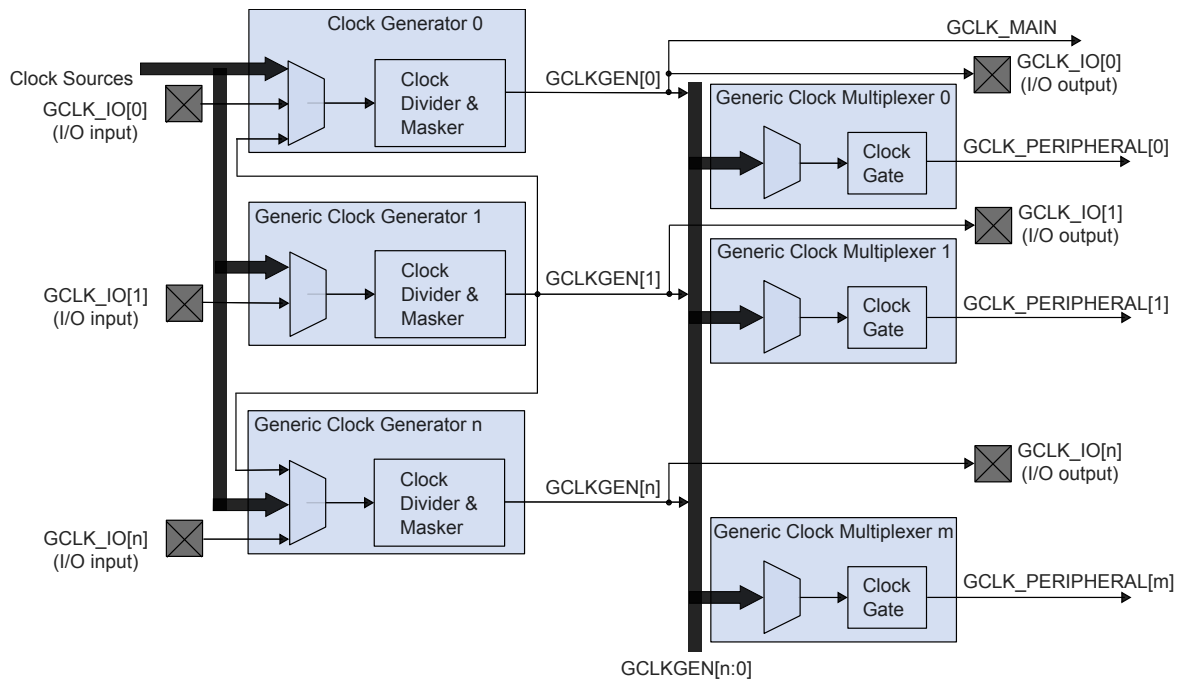 Clock Generator 0
GCLK_MAIN
Clock Sources
GCLK_IO[0]
(I/O input)
Clock
Divider &
Masker
GCLKGEN[0]
GCLK_IO[0]
(I/O output)
Generic Clock Multiplexer 0
Clock
Gate
GCLK_PERIPHERAL[0]
Generic Clock Generator 1
GCLK_IO[1]
(I/O input)
Clock
Divider &
Masker
GCLKGEN[1]
GCLK_IO[1]
(I/O output)
Generic Clock Multiplexer 1
Clock
Gate
GCLK_PERIPHERAL[1]
Generic Clock Generator n
GCLK_IO[n]
(I/O input)
Clock
Divider &
Masker
GCLKGEN[n]
GCLK_IO[n]
(I/O output)
Generic Clock Multiplexer m
Clock
Gate
GCLK_PERIPHERAL[m]
GCLKGEN[n:0]